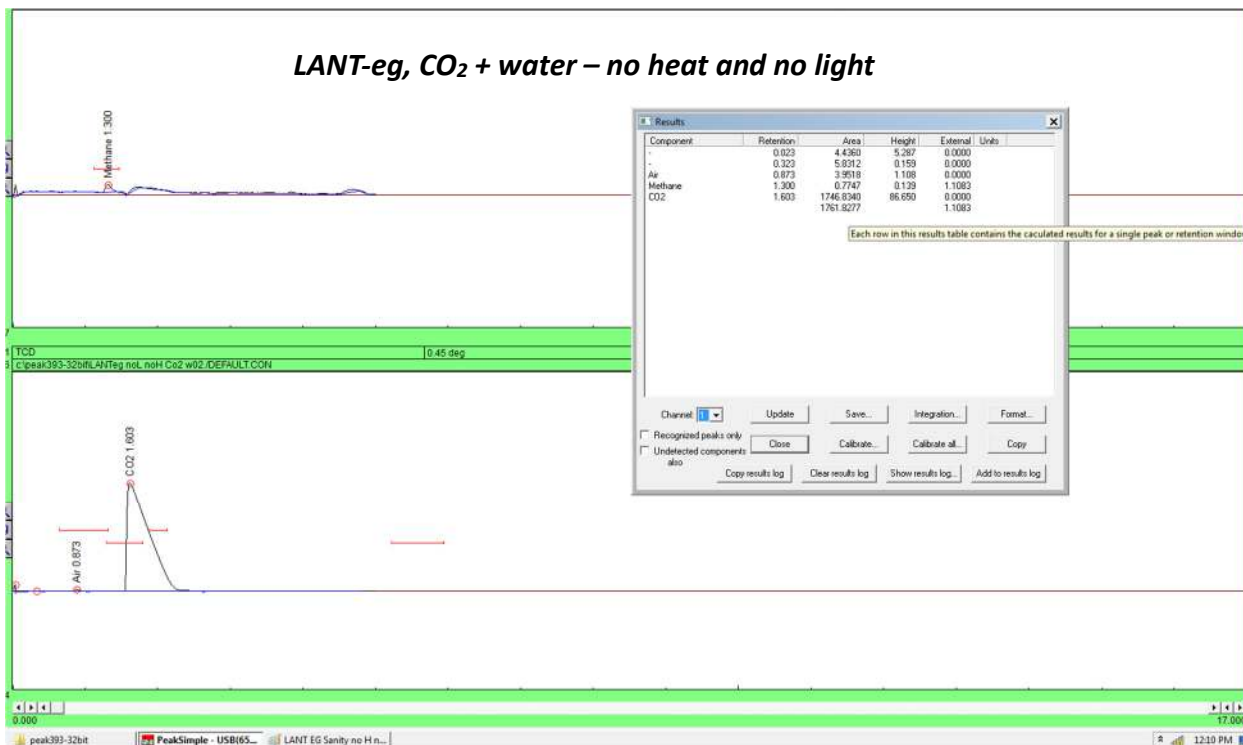 LANT-eg, CO₂ + water – no heat and no light
Methane 1.300
Results
Component Retention Area Height External Units
- 0.023 4.4360 5.287 0.0000
- 0.323 5.0312 0.159 0.0000
Air 0.873 3.9518 1.108 0.0000
Methane 1.300 0.7747 0.139 1.1083
CO2 1.603 1746.8340 86.650 0.0000
1761.8277 1.1083
Each row in this results table contains the caculated results for a single peak or retention window
Channel: 1 Update Save... Integration... Format...
Recognized peaks only
Undetected components also
Close Calibrate... Calibrate all... Copy
Copy results log Clear results log Show results log... Add to results log
TCD 0.45 deg
c:\peak393-32bit\LANTeg noL noH Co2 w02./DEFAULT.CON
CO2 1.603
Air 0.873
0.000 17.000
peak393-32bit PeakSimple - USB(65... LANT EG Sanity no H n... 12:10 PM